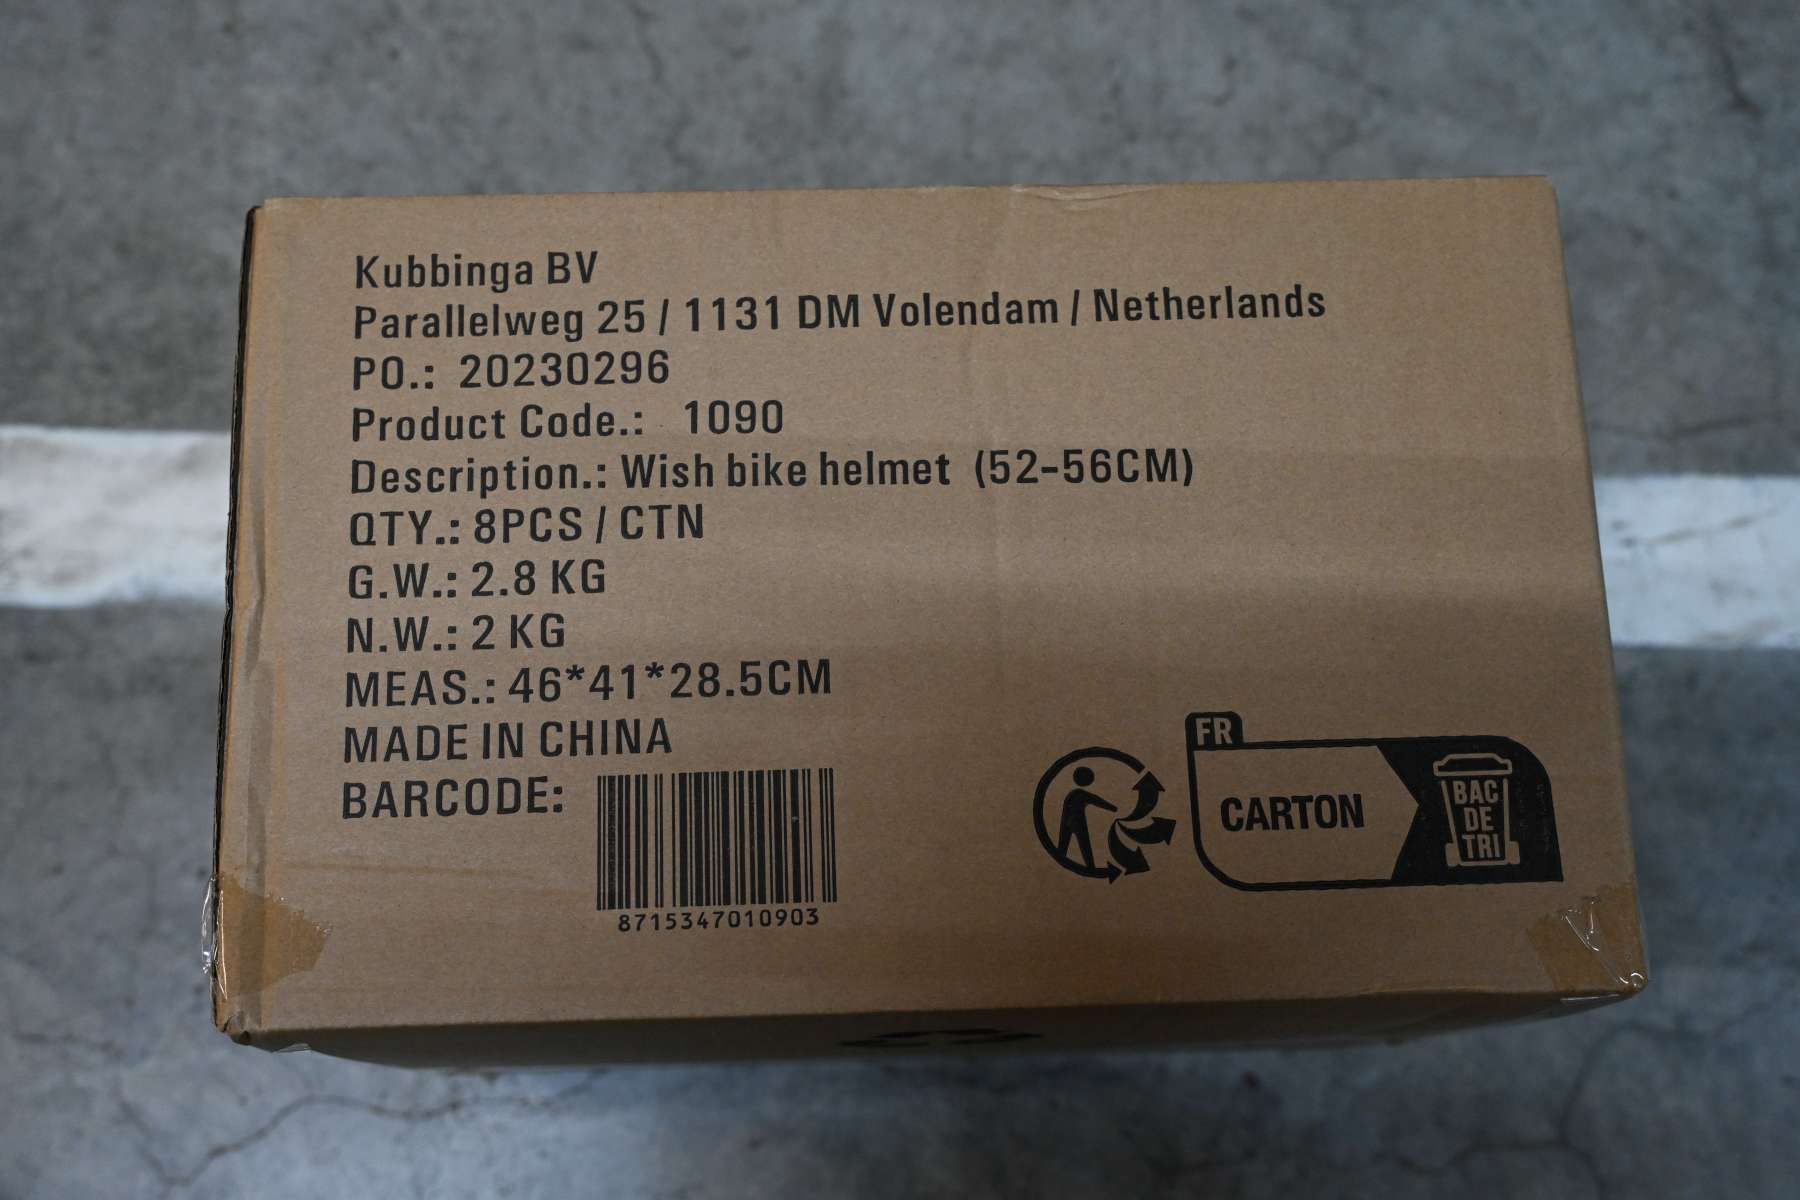 Kubbinga BV
Parallelweg 25 / 1131 DM Volendam / Netherlands
PO.: 20230296
Product Code.: 1090
Description.: Wish bike helmet (52-56CM)
QTY.: 8PCS / CTN
G.W.: 2.8 KG
N.W.: 2 KG
MEAS.: 46*41*28.5CM
MADE IN CHINA
BARCODE:
8715347010903
FR
CARTON
BAC
DE
TRI